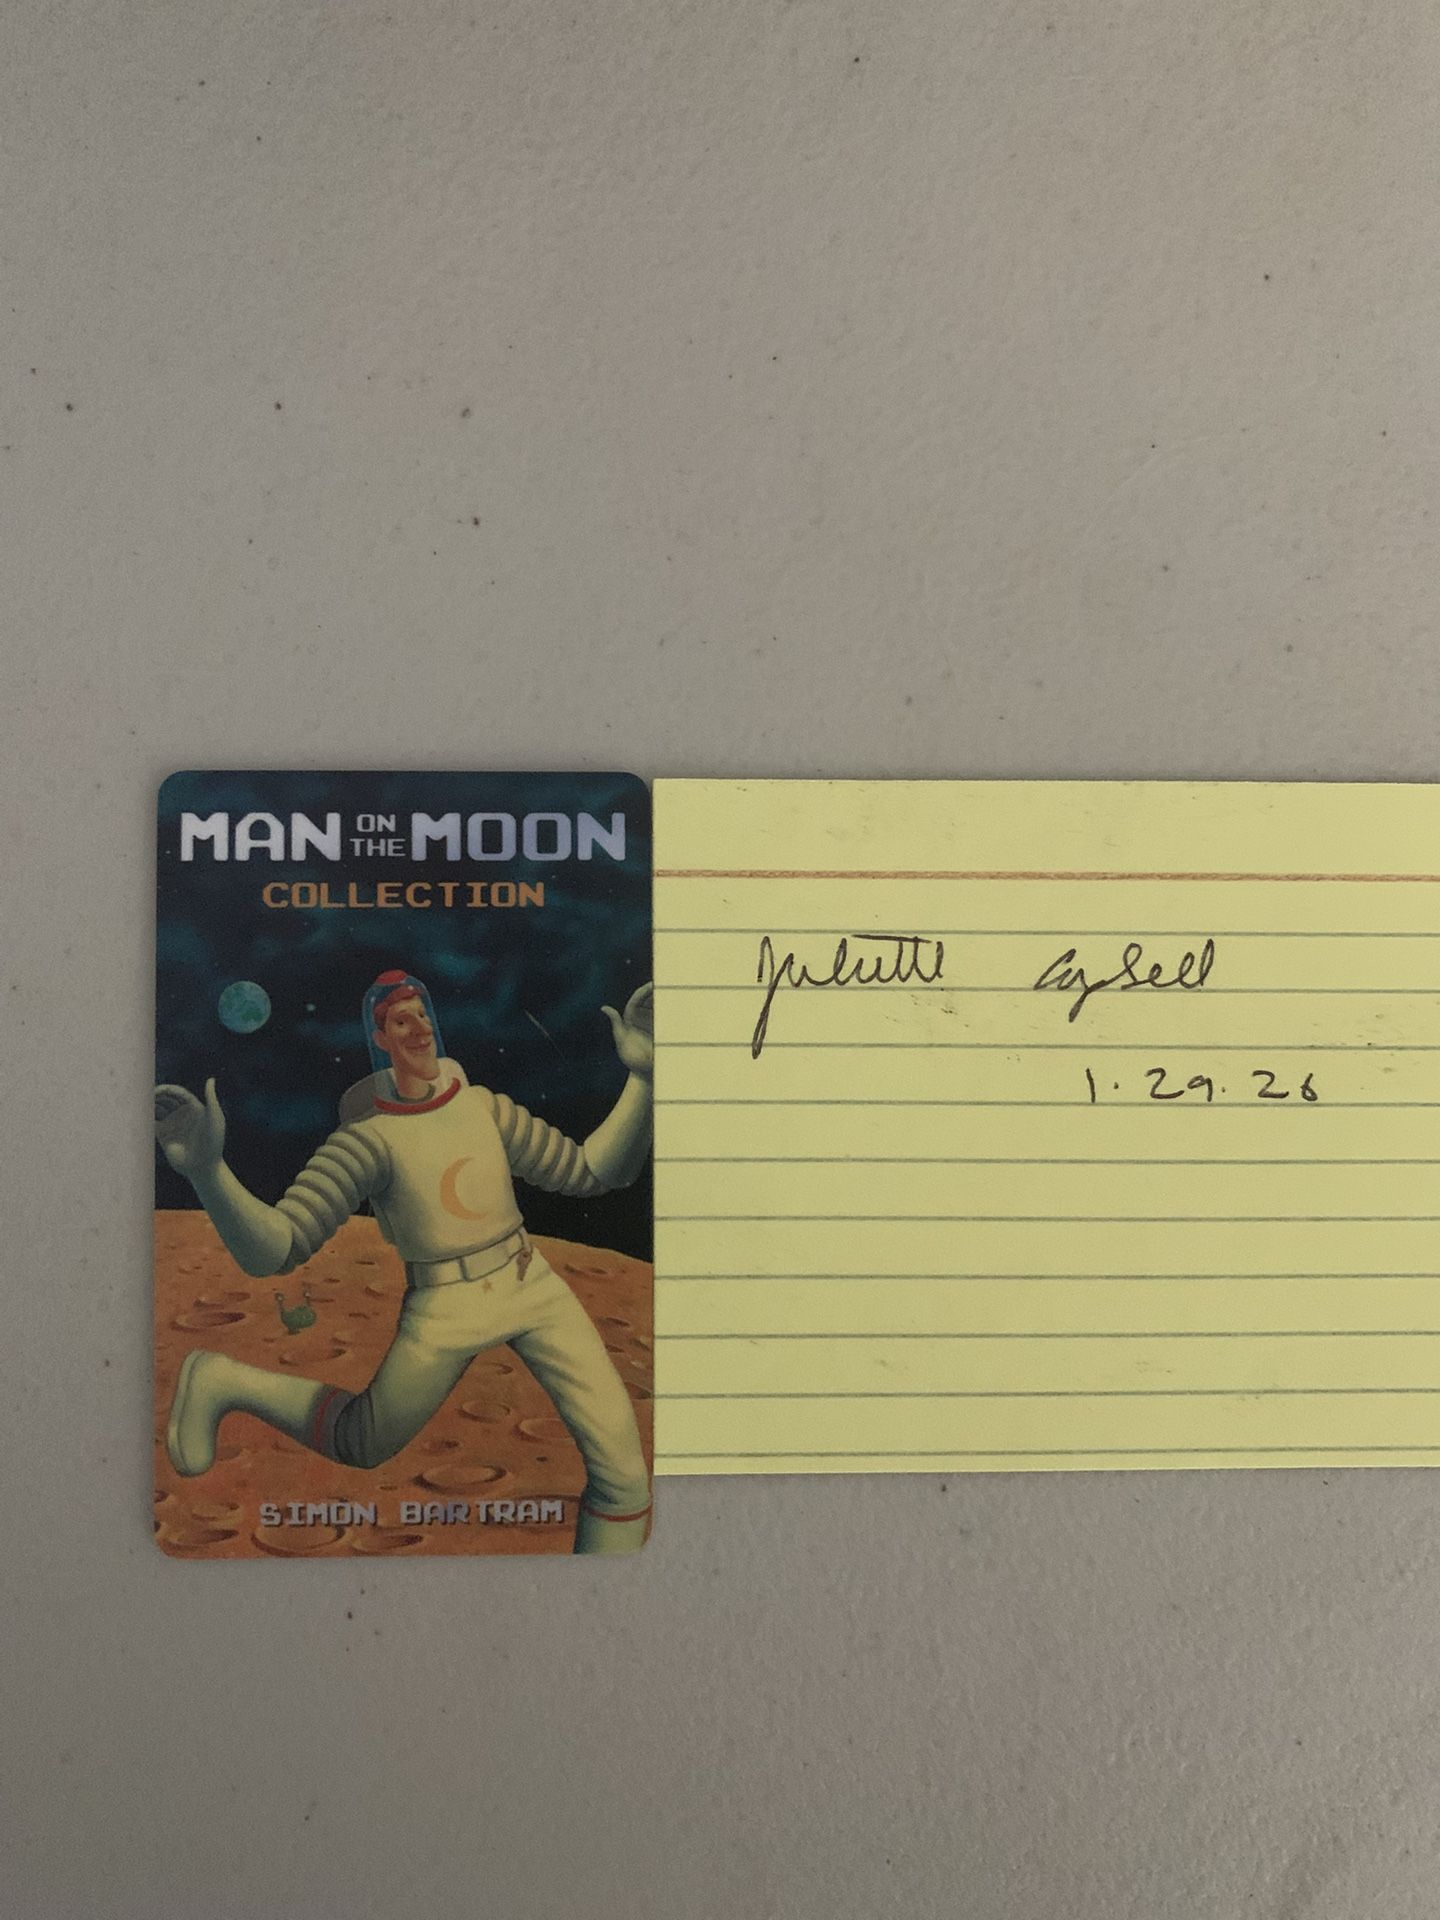 MAN ON THE MOON
COLLECTION
SIMON BARTRAM
Juliette
1.29.26